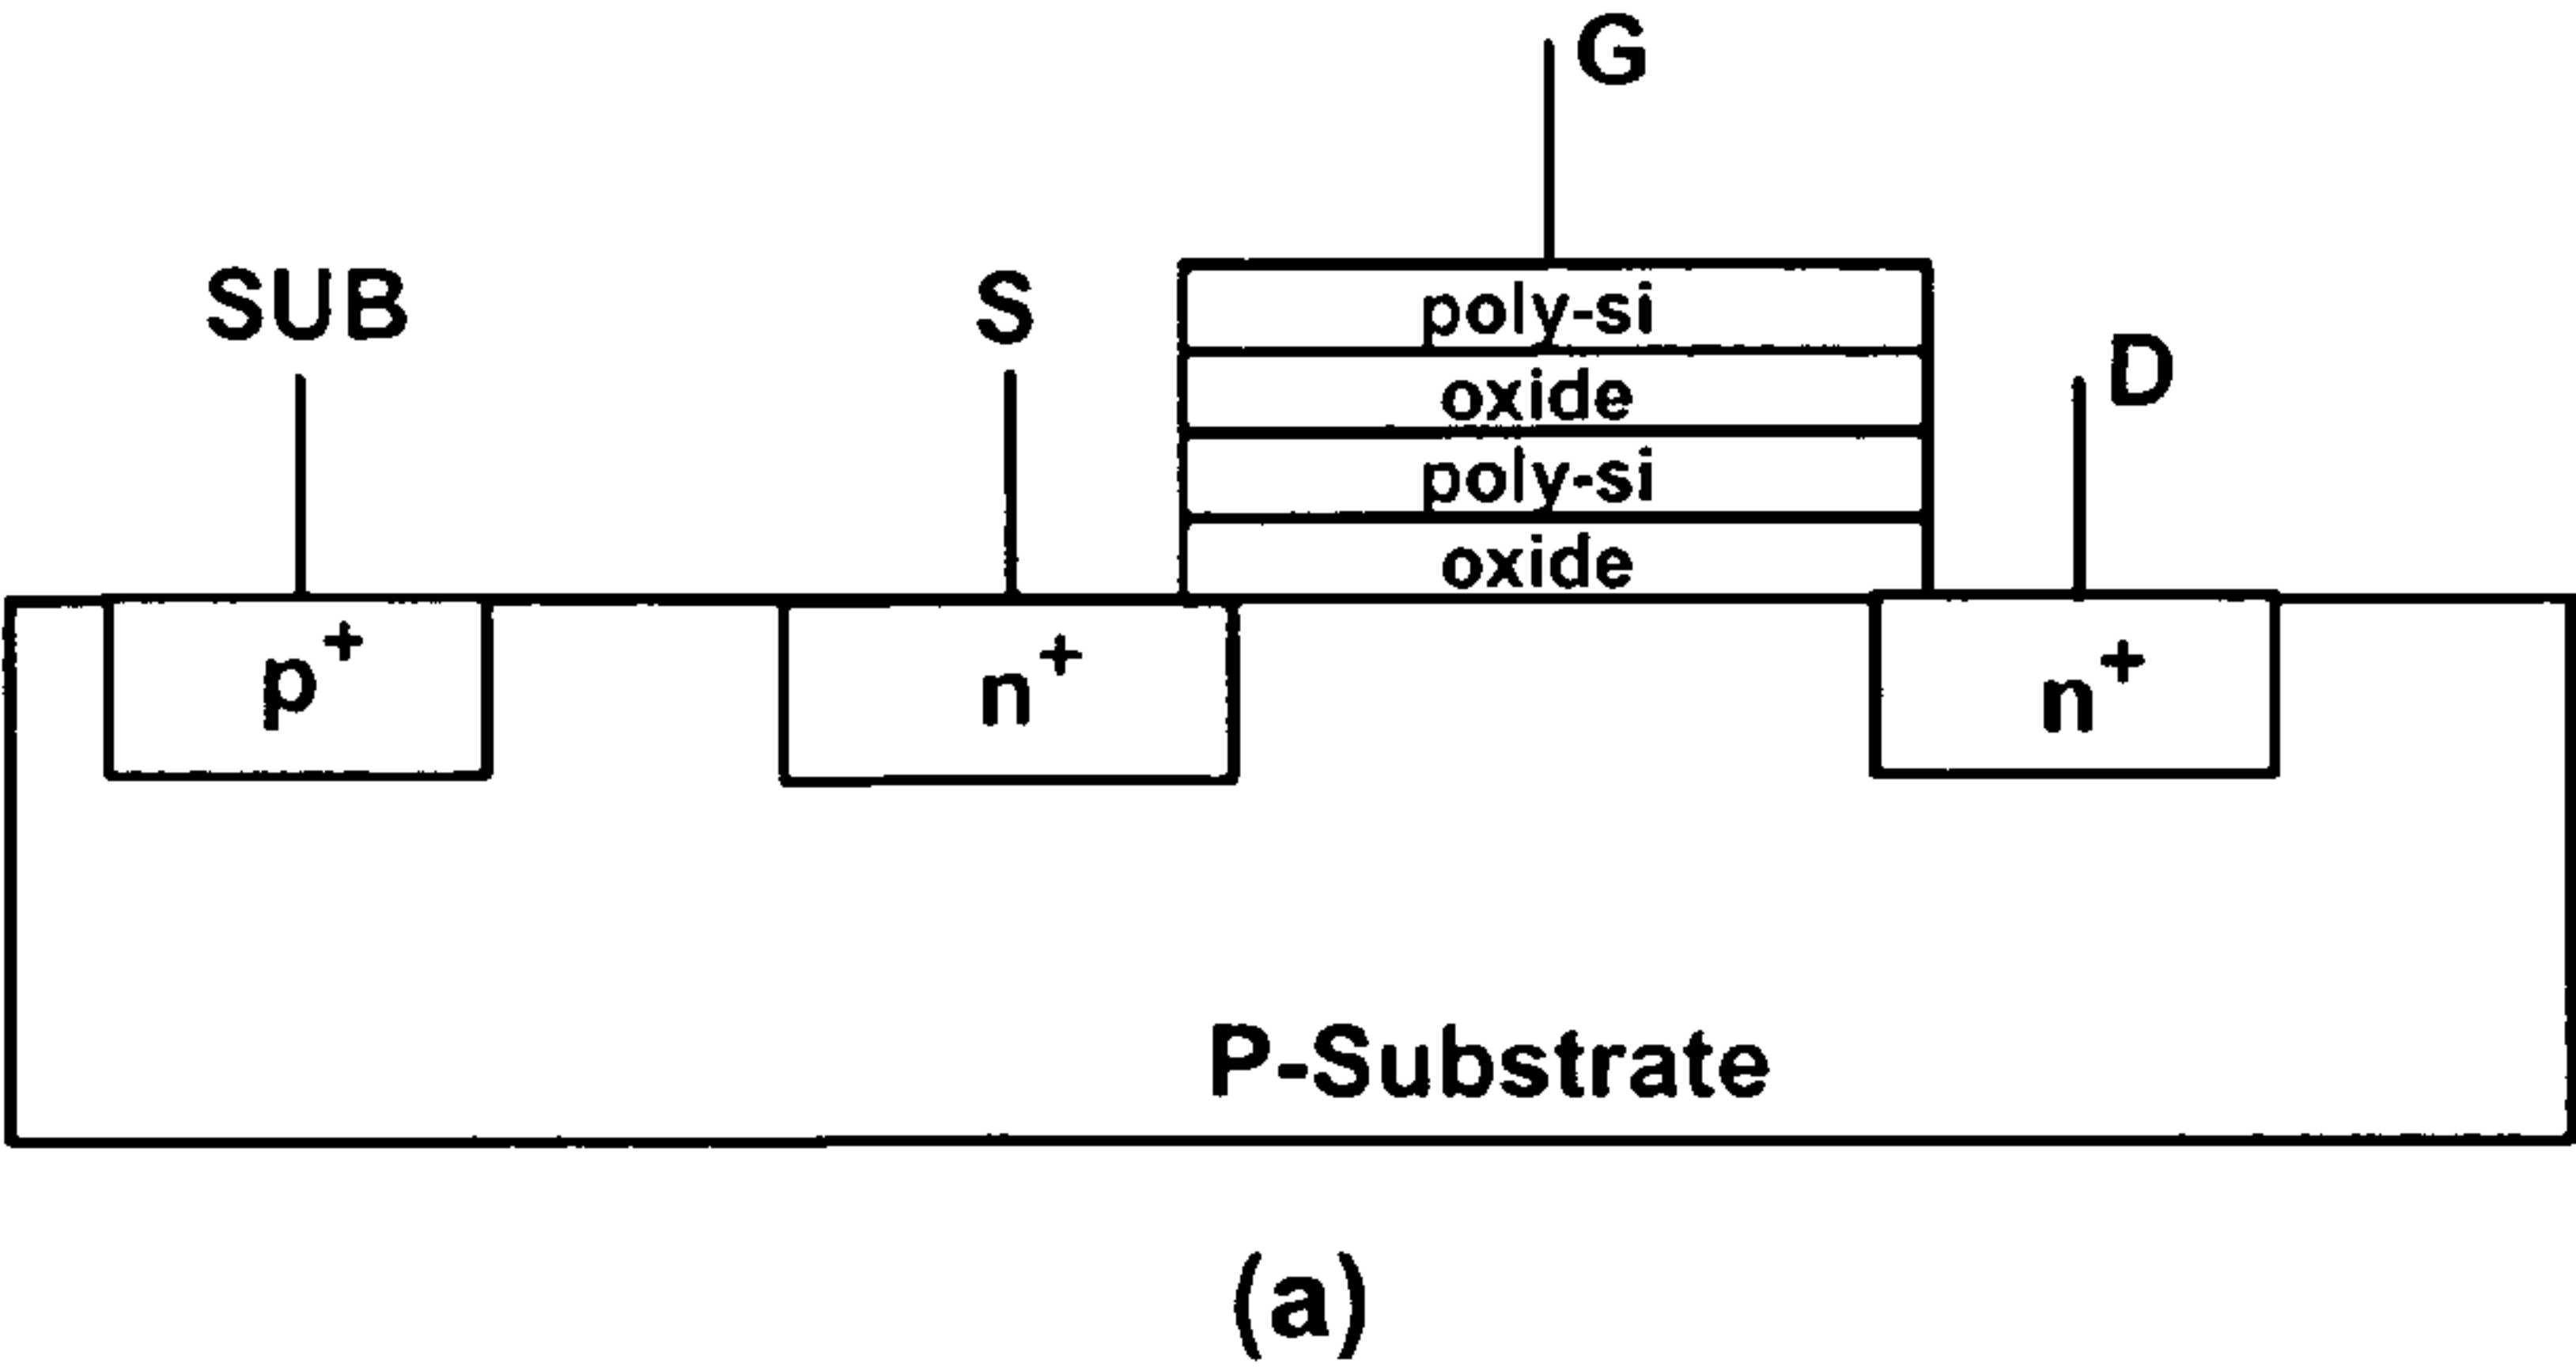 G
SUB
S
D
poly-si
oxide
poly-si
oxide
p+
n+
n+
P-Substrate
(a)